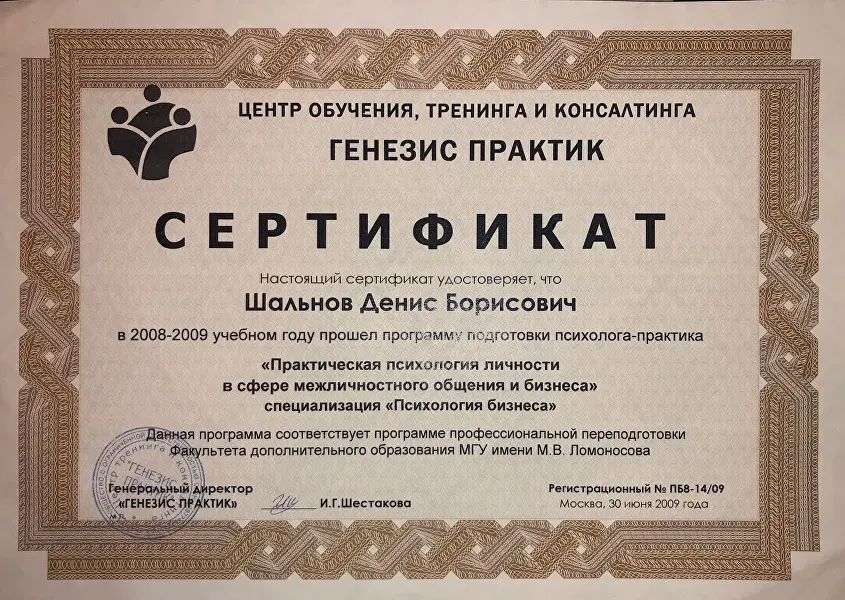 ЦЕНТР ОБУЧЕНИЯ, ТРЕНИНГА И КОНСАЛТИНГА
ГЕНЕЗИС ПРАКТИК
СЕРТИФИКАТ
Настоящий сертификат удостоверяет, что
Шальнов Денис Борисович
в 2008-2009 учебном году прошел программу подготовки психолога-практика
«Практическая психология личности
в сфере межличностного общения и бизнеса»
специализация «Психология бизнеса»
Данная программа соответствует программе профессиональной переподготовки
Факультета дополнительного образования МГУ имени М.В. Ломоносова
Генеральный директор
«ГЕНЕЗИС ПРАКТИК»
И.Г.Шестакова
М.П.
Регистрационный № ПБ8-14/09
Москва, 30 июня 2009 года
"ГЕНЕЗИС